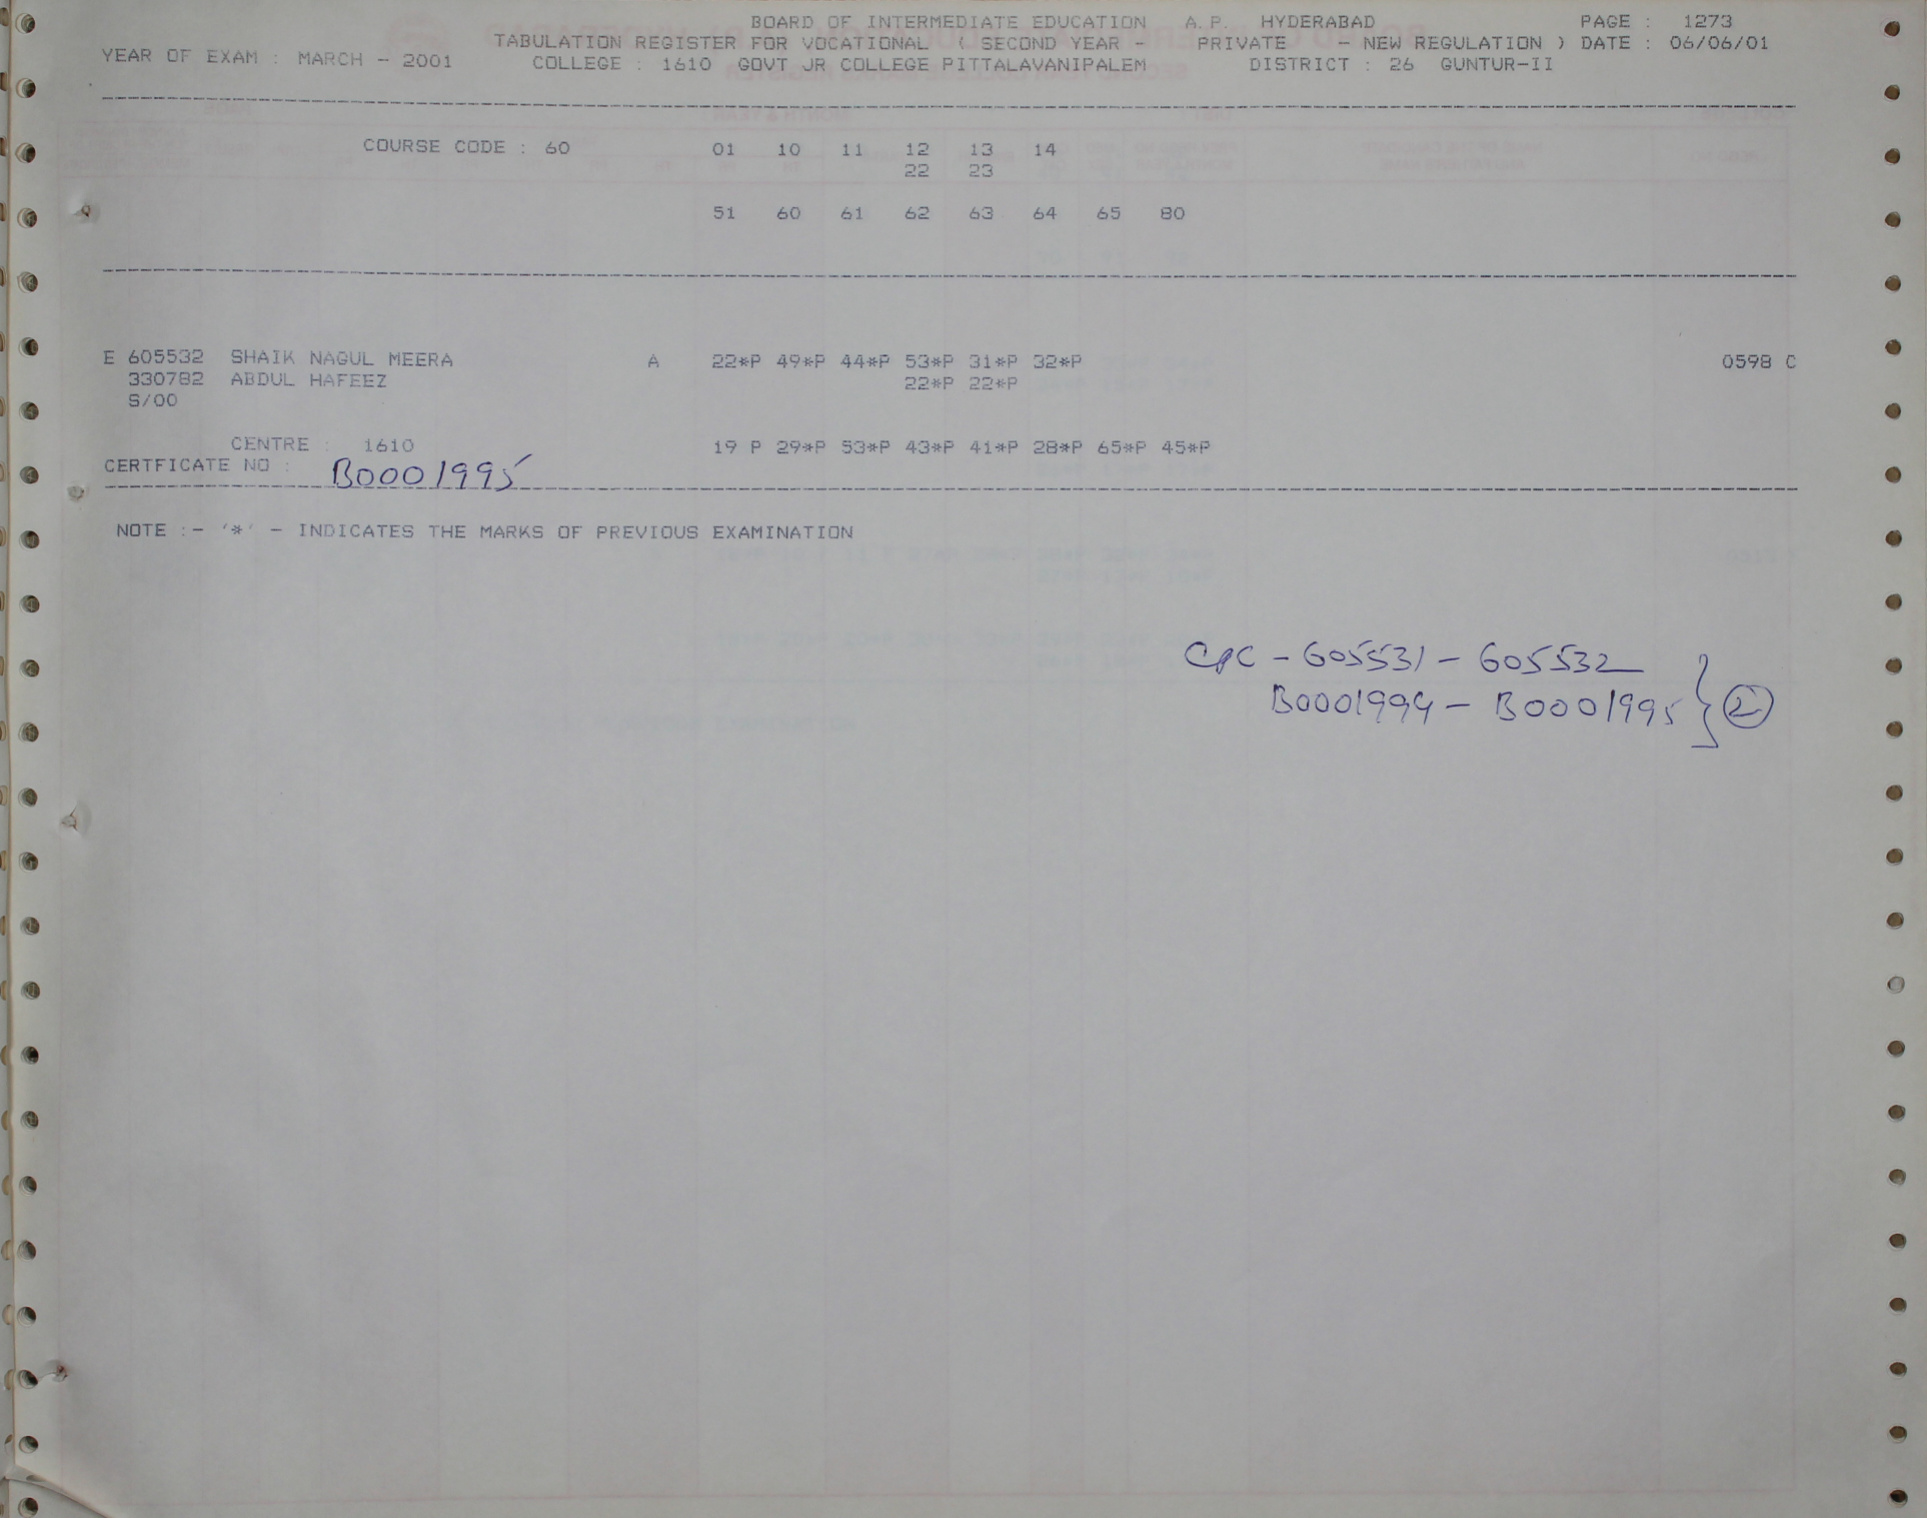 BOARD OF INTERMEDIATE EDUCATION A.P. HYDERABAD PAGE : 1273
TABULATION REGISTER FOR VOCATIONAL ( SECOND YEAR - PRIVATE - NEW REGULATION ) DATE : 06/06/01
YEAR OF EXAM : MARCH - 2001 COLLEGE : 1610 GOVT JR COLLEGE PITTALAVANIPALEM DISTRICT : 26 GUNTUR-II
COURSE CODE : 60 01 10 11 12 13 14
22 23
51 60 61 62 63 64 65 80
E 605532 SHAIK NAGUL MEERA A 22*P 49*P 44*P 53*P 31*P 32*P 0598 C
330782 ABDUL HAFEEZ 22*P 22*P
S/00
CENTRE : 1610 19 P 29*P 53*P 43*P 41*P 28*P 65*P 45*P
CERTFICATE NO : B0001995
NOTE :- '*' - INDICATES THE MARKS OF PREVIOUS EXAMINATION
- 605531 - 605532
B0001994 - B0001995 } 2